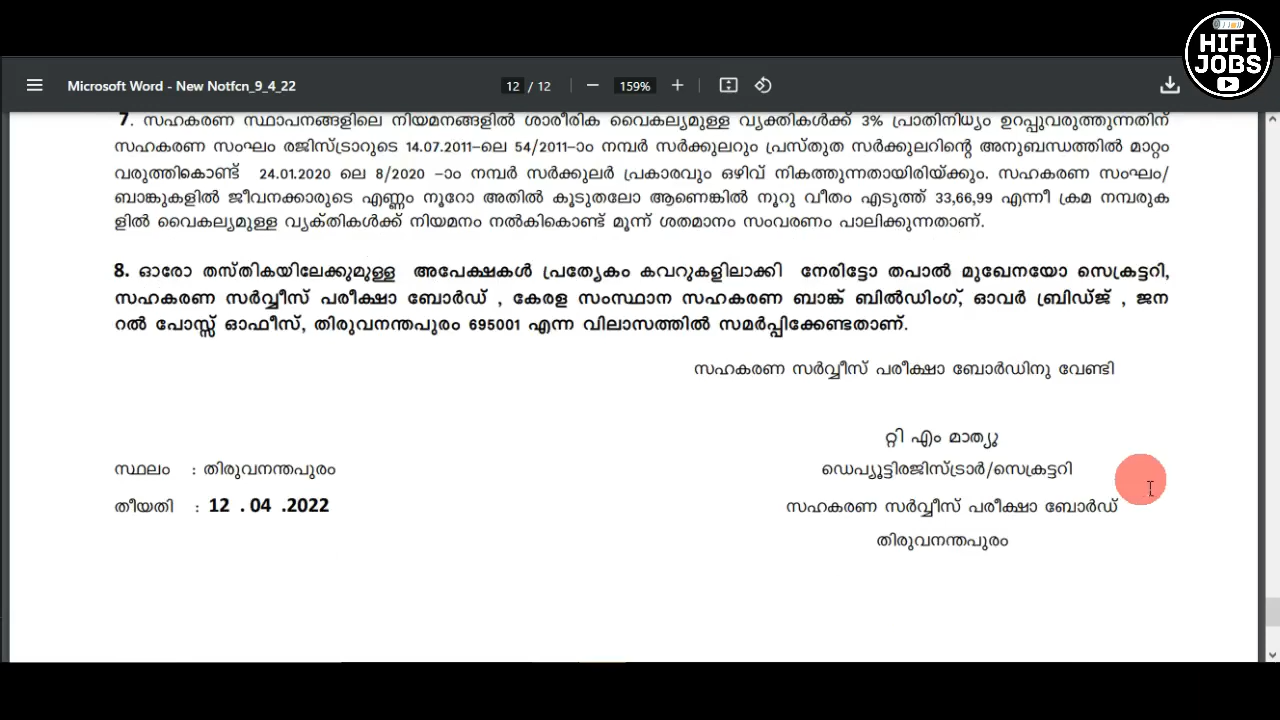 HIFI
JOBS
Microsoft Word - New Notfcn_9_4_22
12 / 12
159%
7. സഹകരണ സ്ഥാപനങ്ങളിലെ നിയമനങ്ങളിൽ ശാരീരിക വൈകല്യമുള്ള വ്യക്തികൾക്ക് 3% പ്രാതിനിധ്യം ഉറപ്പുവരുത്തുന്നതിന്
സഹകരണ സംഘം രജിസ്ട്രാറുടെ 14.07.2011-ലെ 54/2011-ാം നമ്പർ സർക്കുലറും പ്രസ്തുത സർക്കുലറിന്റെ അനുബന്ധത്തിൽ മാറ്റം
വരുത്തികൊണ്ട് 24.01.2020 ലെ 8/2020 -ാം നമ്പർ സർക്കുലർ പ്രകാരവും ഒഴിവ് നികത്തുന്നതായിരിയ്ക്കും. സഹകരണ സംഘം/
ബാങ്കുകളിൽ ജീവനക്കാരുടെ എണ്ണം നൂറോ അതിൽ കൂടുതലോ ആണെങ്കിൽ നൂറു വീതം എടുത്ത് 33,66,99 എന്നീ ക്രമ നമ്പരുക
ളിൽ വൈകല്യമുള്ള വ്യക്തികൾക്ക് നിയമനം നൽകികൊണ്ട് മൂന്ന് ശതമാനം സംവരണം പാലിക്കുന്നതാണ്.
8. ഓരോ തസ്തികയിലേക്കുമുള്ള അപേക്ഷകൾ പ്രത്യേകം കവറുകളിലാക്കി നേരിട്ടോ തപാൽ മുഖേനയോ സെക്രട്ടറി,
സഹകരണ സർവ്വീസ് പരീക്ഷാ ബോർഡ് , കേരള സംസ്ഥാന സഹകരണ ബാങ്ക് ബിൽഡിംഗ്, ഓവർ ബ്രിഡ്ജ് , ജന
റൽ പോസ്റ്റ് ഓഫീസ്, തിരുവനന്തപുരം 695001 എന്ന വിലാസത്തിൽ സമർപ്പിക്കേണ്ടതാണ്.
സഹകരണ സർവ്വീസ് പരീക്ഷാ ബോർഡിനു വേണ്ടി
റ്റി എം മാത്യു
സ്ഥലം : തിരുവനന്തപുരം
ഡെപ്യൂട്ടിരജിസ്ട്രാർ/സെക്രട്ടറി
തീയതി : 12 . 04 .2022
സഹകരണ സർവ്വീസ് പരീക്ഷാ ബോർഡ്
തിരുവനന്തപുരം